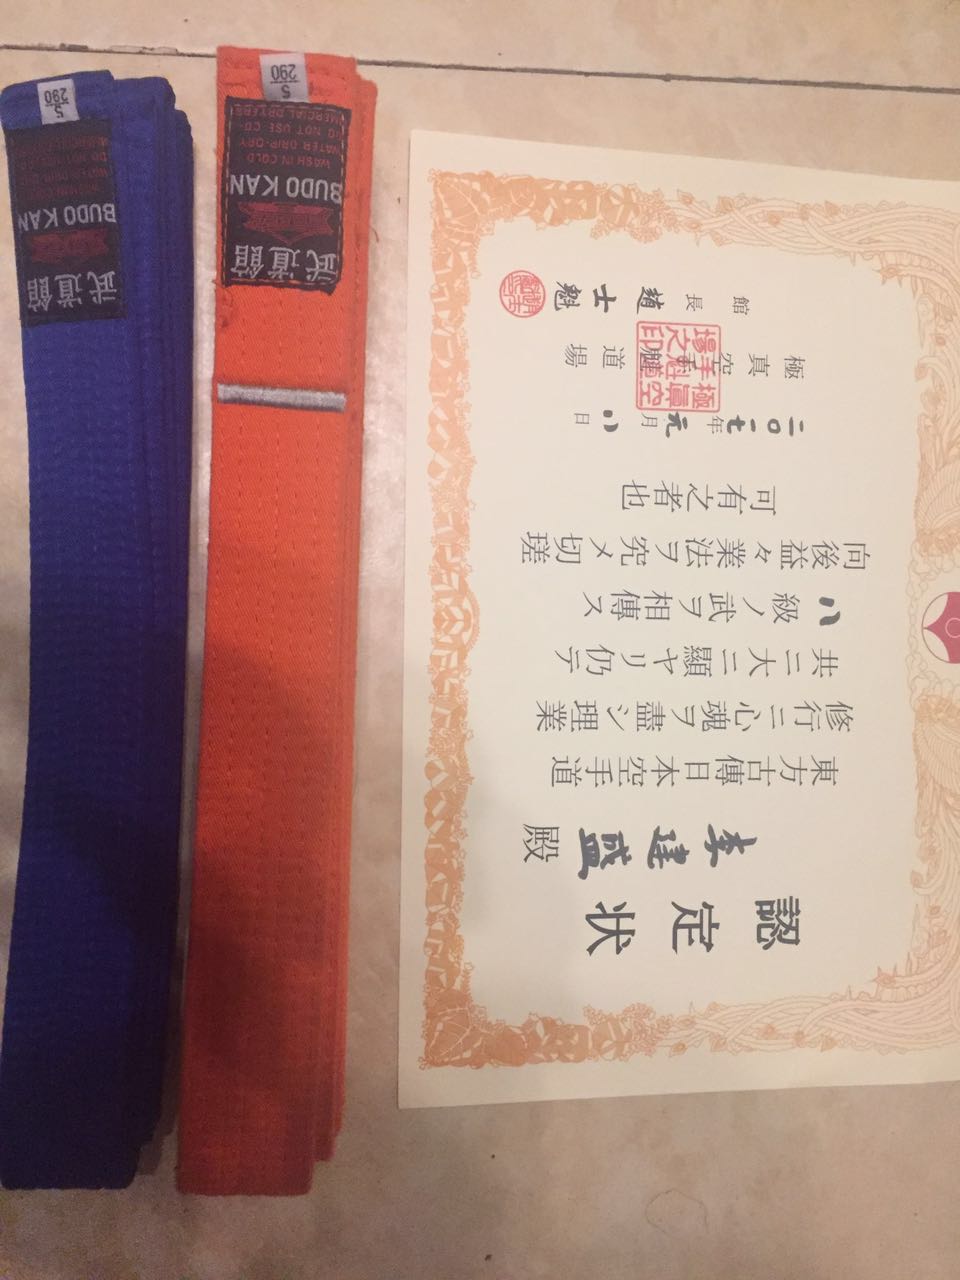 認定状
李建盛殿
東方古傳日本空手道
修行ニ心魂ヲ盡シ理業
共ニ大ニ顯ヤリ仍テ
八級ノ武ヲ相傳ス
向後益々業法ヲ究メ切瑳
可有之者也
二〇一七年元月八日
極真空手道場
館長趙士魁
5
290
武道館
BUDO KAN
WASH IN COLD
WATER DRIP-DRY
DO NOT USE CO-
MMERCIAL DRYERS
5
290
武道館
BUDO KAN